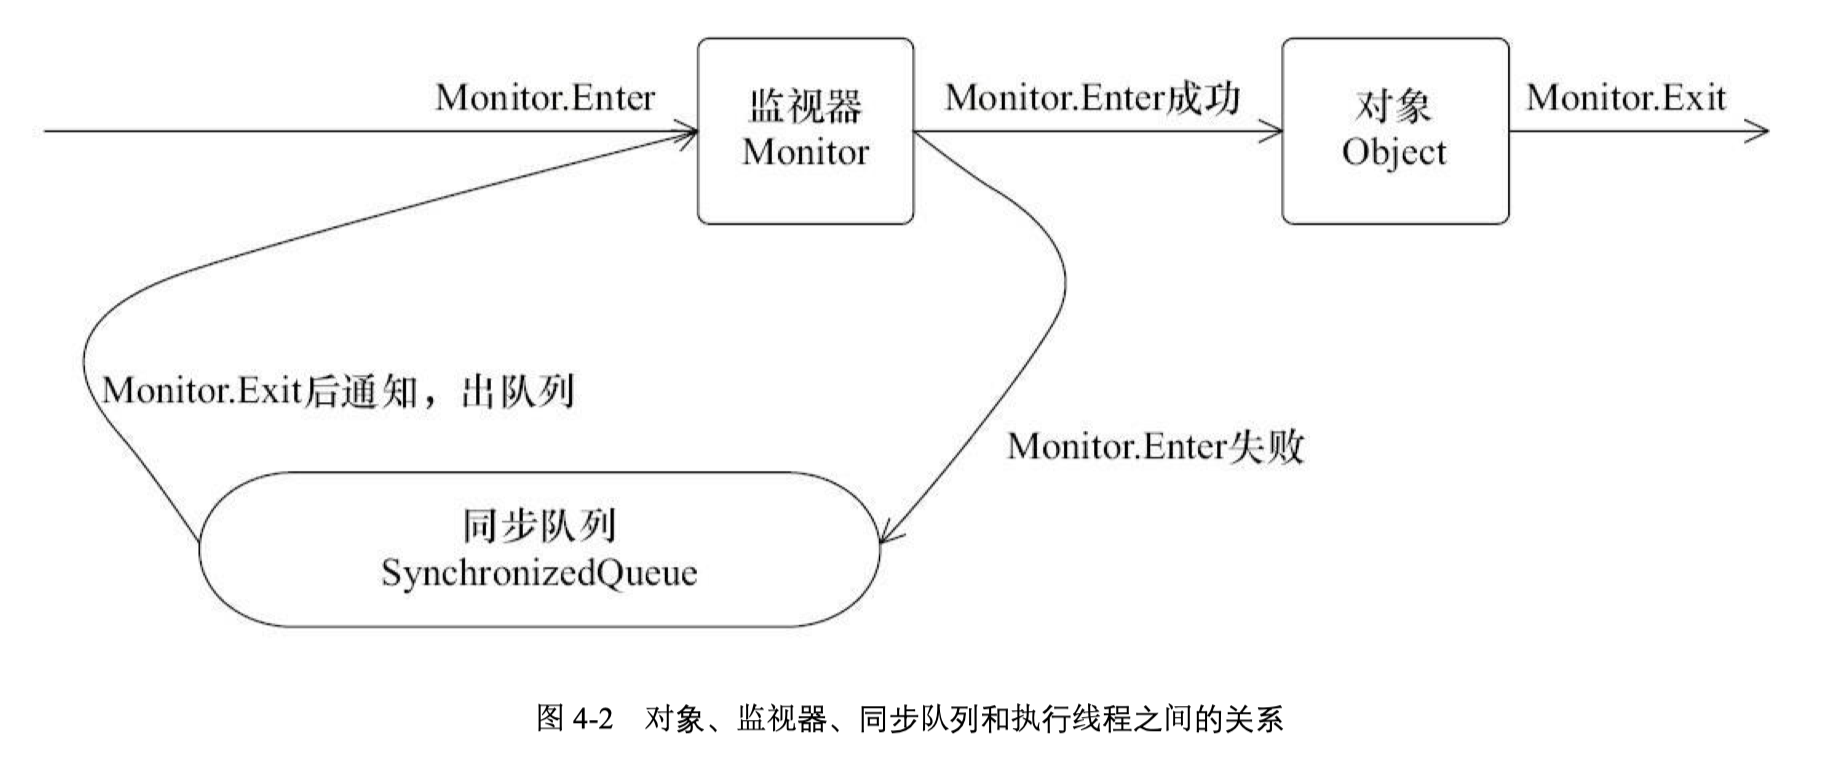 Monitor.Enter
监视器
Monitor
Monitor.Enter成功
对象
Object
Monitor.Exit
Monitor.Exit后通知，出队列
Monitor.Enter失败
同步队列
SynchronizedQueue
图 4-2 对象、监视器、同步队列和执行线程之间的关系